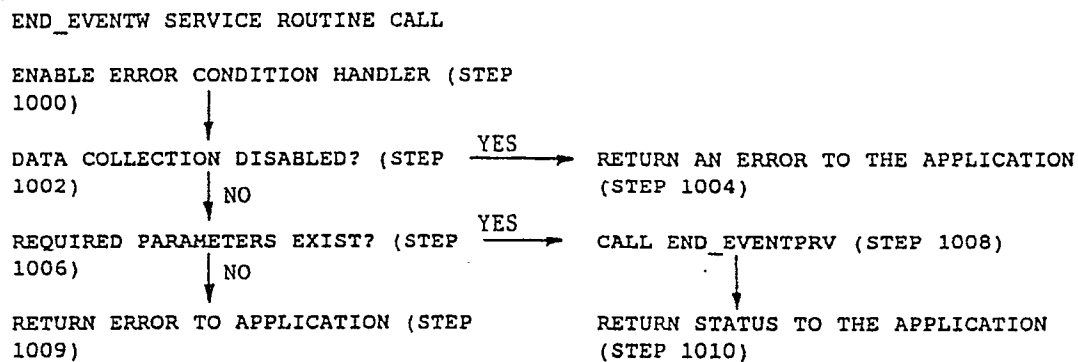 END_EVENTW SERVICE ROUTINE CALL
ENABLE ERROR CONDITION HANDLER (STEP
1000)
DATA COLLECTION DISABLED? (STEP
1002)
YES
RETURN AN ERROR TO THE APPLICATION
(STEP 1004)
NO
REQUIRED PARAMETERS EXIST? (STEP
1006)
YES
CALL END_EVENTPRV (STEP 1008)
NO
RETURN ERROR TO APPLICATION (STEP
1009)
RETURN STATUS TO THE APPLICATION
(STEP 1010)